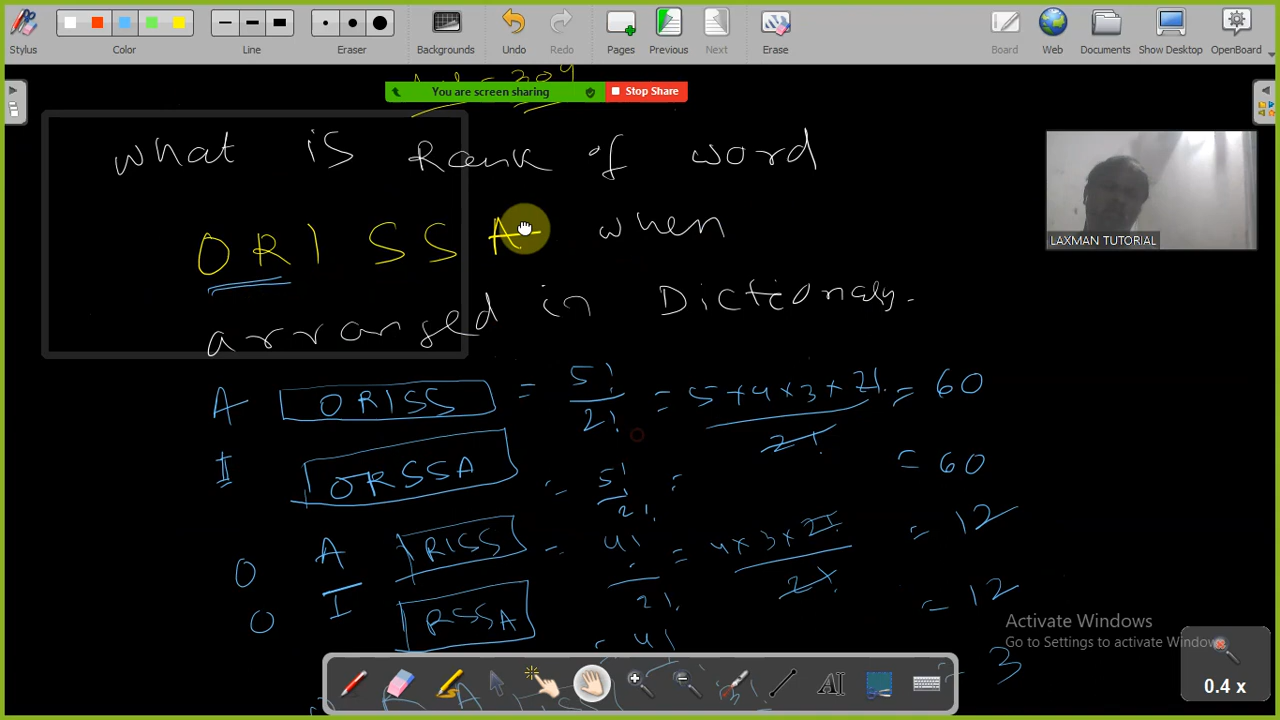 Stylus Color Line Eraser Backgrounds Undo Redo Pages Previous Next Erase Board Web Documents Show Desktop OpenBoard
= 309
You are screen sharing Stop Share
What is Rank of word
ORISSA when
arranged in Dictionary.
LAXMAN TUTORIAL
A ORISS = 5!/2! = 5×4×3×2!/2! = 60
I ORSSA = 5!/2! = = 60
O A RISS = 4!/2! = 4×3×2!/2! = 12
O I RSSA = 4! = 12
= 3
Activate Windows
Go to Settings to activate Windows.
0.4 x